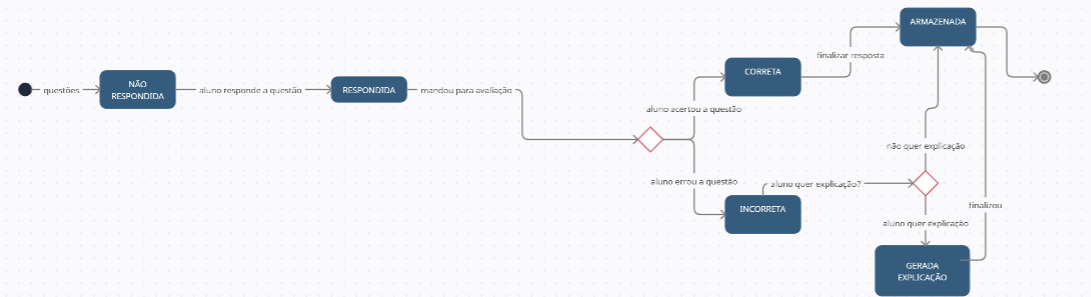 ARMAZENADA
finalizar resposta
CORRETA
NÃO
RESPONDIDA
questões
aluno responde a questão
RESPONDIDA
mandou para avaliação
aluno acertou a questão
não quer explicação
aluno errou a questão
aluno quer explicação?
INCORRETA
finalizou
aluno quer explicação
GERADA
EXPLICAÇÃO